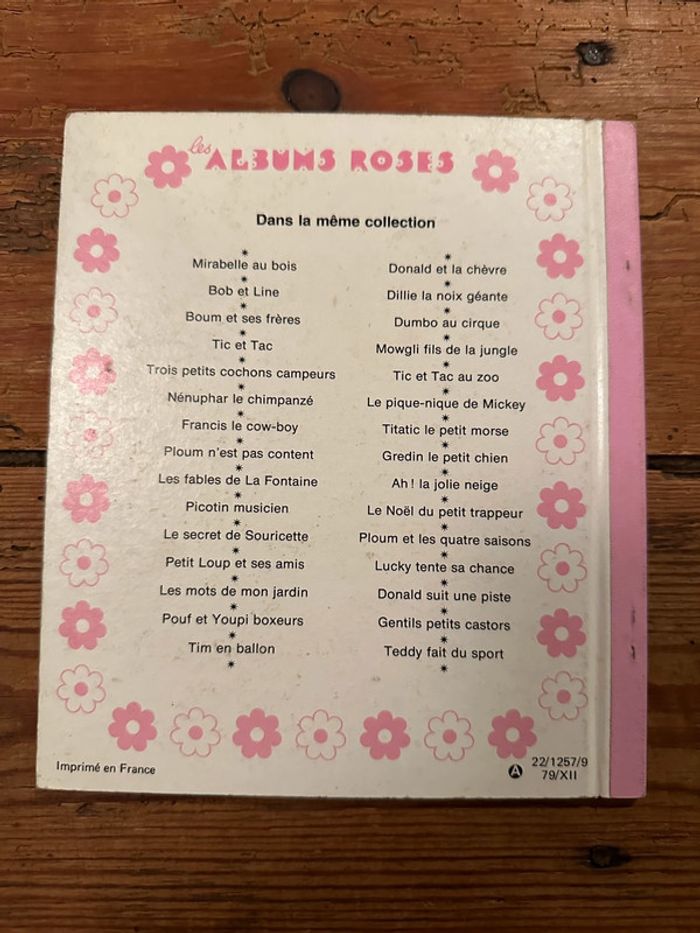 les ALBUMS ROSES
Dans la même collection
Mirabelle au bois
Bob et Line
Boum et ses frères
Tic et Tac
Trois petits cochons campeurs
Nénuphar le chimpanzé
Francis le cow-boy
Ploum n'est pas content
Les fables de La Fontaine
Picotin musicien
Le secret de Souricette
Petit Loup et ses amis
Les mots de mon jardin
Pouf et Youpi boxeurs
Tim en ballon
Donald et la chèvre
Dillie la noix géante
Dumbo au cirque
Mowgli fils de la jungle
Tic et Tac au zoo
Le pique-nique de Mickey
Titatic le petit morse
Gredin le petit chien
Ah ! la jolie neige
Le Noël du petit trappeur
Ploum et les quatre saisons
Lucky tente sa chance
Donald suit une piste
Gentils petits castors
Teddy fait du sport
Imprimé en France
A
22/1257/9
79/XII